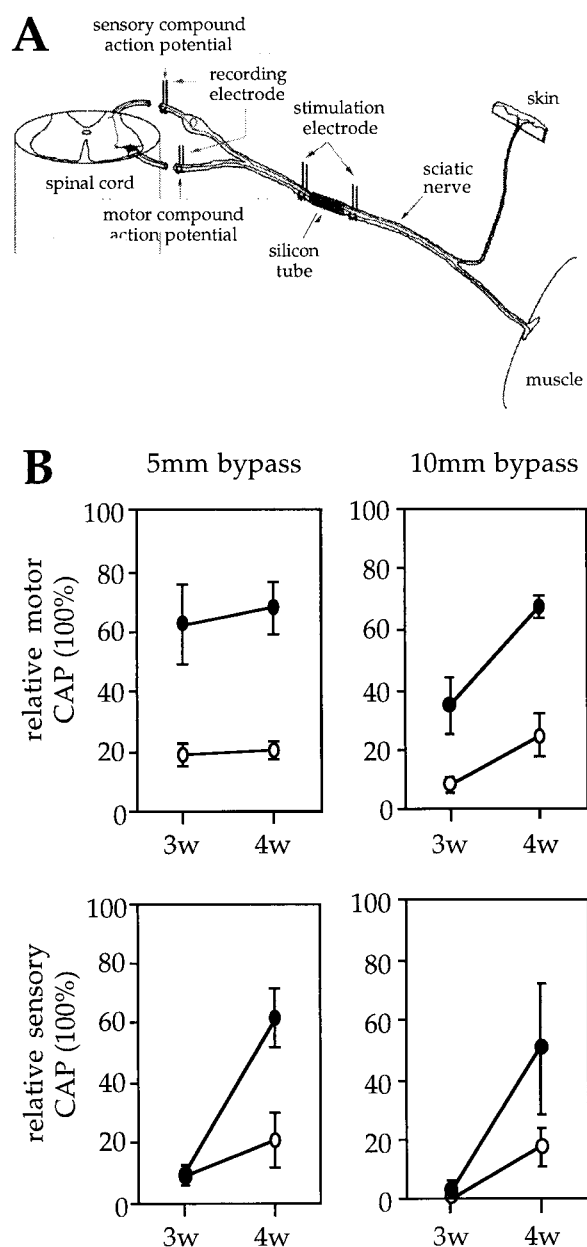 A
sensory compound
action potential
recording
electrode
stimulation
electrode
skin
spinal cord
sciatic
nerve
motor compound
action potential
silicon
tube
muscle
B
5mm bypass
10mm bypass
relative motor
CAP (100%)
100
80
60
40
20
0
3w
4w
100
80
60
40
20
0
3w
4w
relative sensory
CAP (100%)
100
80
60
40
20
0
3w
4w
100
80
60
40
20
0
3w
4w